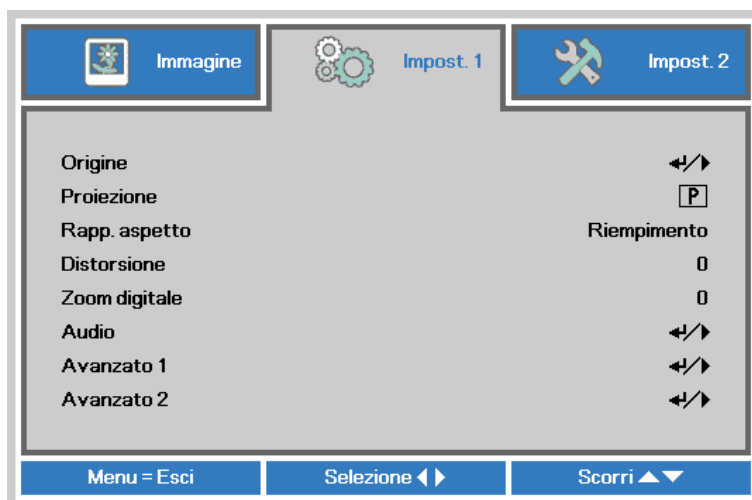 Immagine
Impost. 1
Impost. 2
Origine
Proiezione P
Rapp. aspetto Riempimento
Distorsione 0
Zoom digitale 0
Audio
Avanzato 1
Avanzato 2
Menu = Esci
Selezione
Scorri